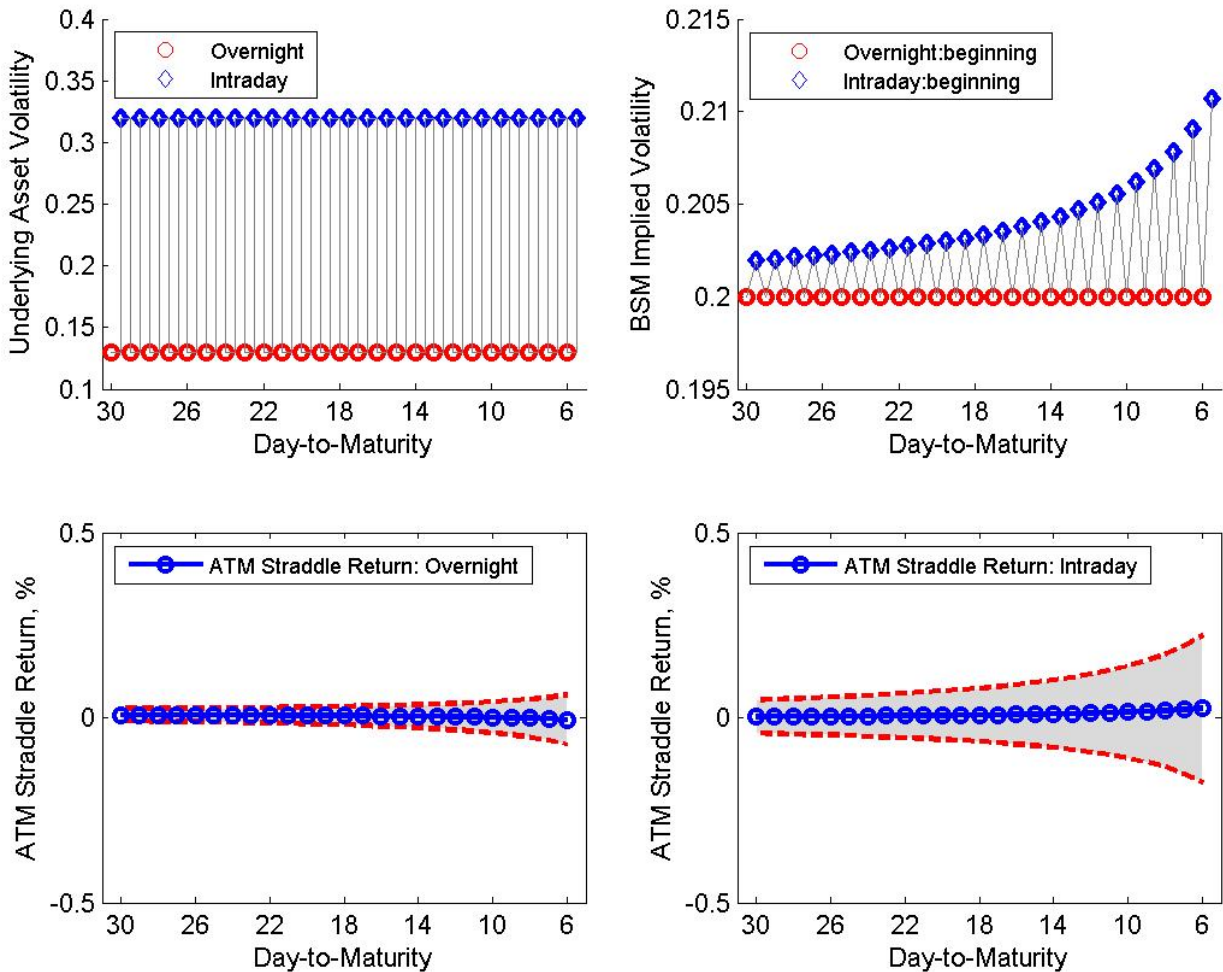 Underlying Asset Volatility
0.4
0.35
0.3
0.25
0.2
0.15
0.1
Overnight
Intraday
30 26 22 18 14 10 6
Day-to-Maturity
BSM Implied Volatility
0.215
0.21
0.205
0.2
0.195
Overnight:beginning
Intraday:beginning
30 26 22 18 14 10 6
Day-to-Maturity
ATM Straddle Return, %
0.5
0
-0.5
ATM Straddle Return: Overnight
30 26 22 18 14 10 6
Day-to-Maturity
ATM Straddle Return, %
0.5
0
-0.5
ATM Straddle Return: Intraday
30 26 22 18 14 10 6
Day-to-Maturity